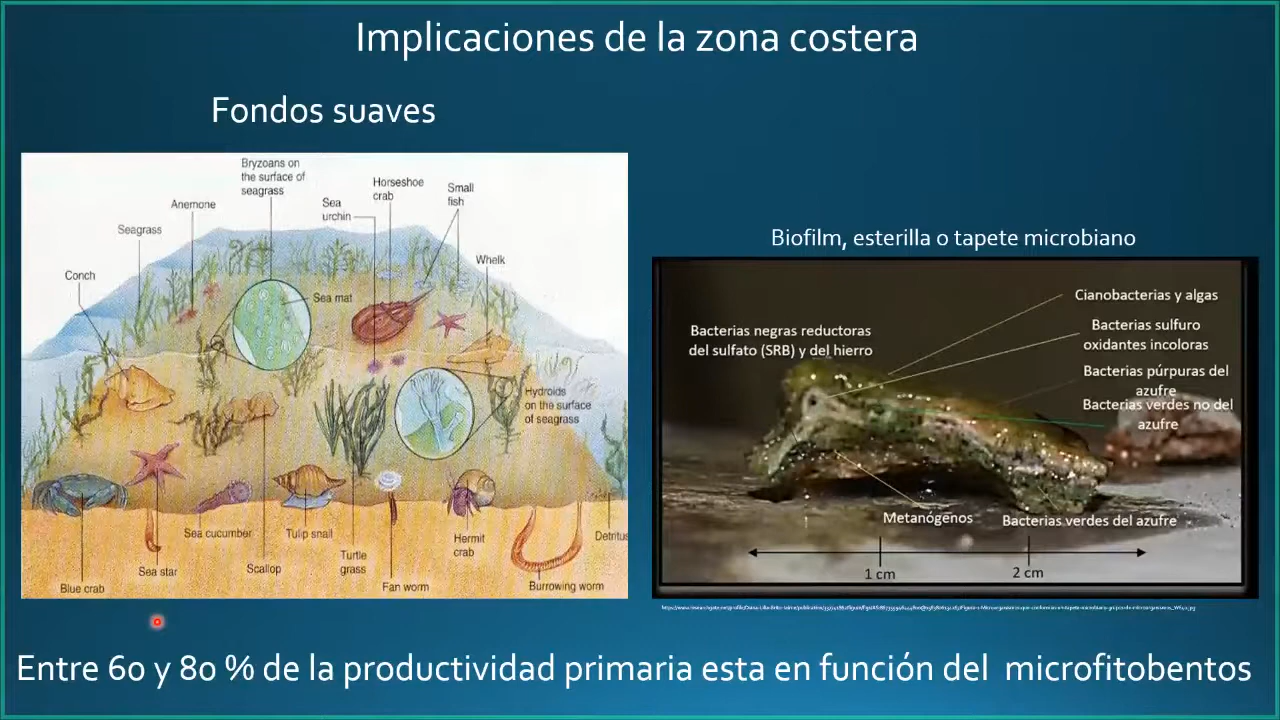 Implicaciones de la zona costera
Fondos suaves
Bryzoans on
the surface of
seagrass
Horseshoe
crab
Small
fish
Anemone
Sea
urchin
Seagrass
Whelk
Conch
Sea mat
Hydroids
on the surface
of seagrass
Sea cucumber
Tulip snail
Hermit
crab
Detritus
Turtle
grass
Sea star
Scallop
Blue crab
Fan worm
Burrowing worm
Biofilm, esterilla o tapete microbiano
Cianobacterias y algas
Bacterias negras reductoras
del sulfato (SRB) y del hierro
Bacterias sulfuro
oxidantes incoloras
Bacterias púrpuras del
azufre
Bacterias verdes no del
azufre
Metanógenos
Bacterias verdes del azufre
1 cm
2 cm
Entre 60 y 80 % de la productividad primaria esta en función del microfitobentos